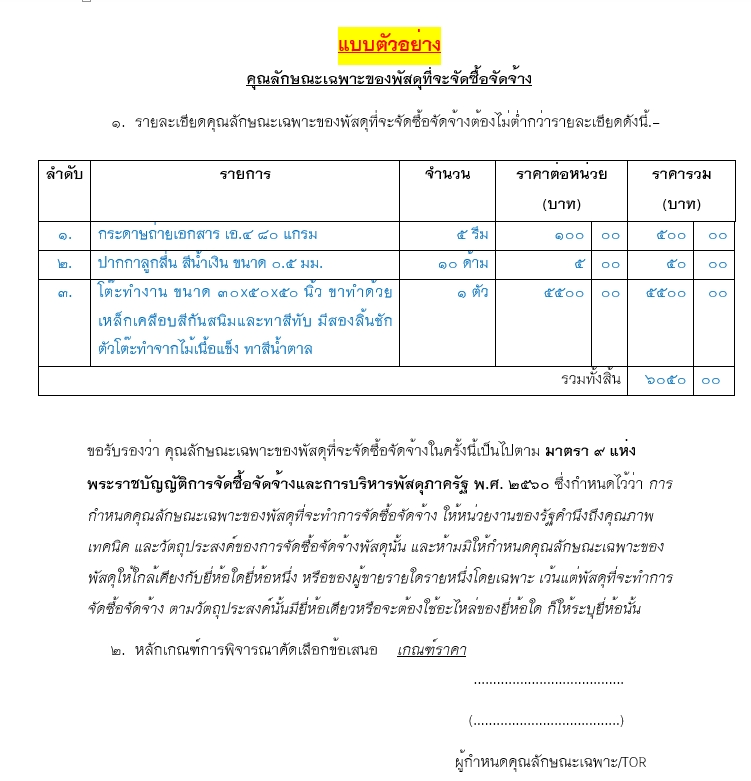 แบบตัวอย่าง
คุณลักษณะเฉพาะของพัสดุที่จะจัดซื้อจัดจ้าง
๑. รายละเอียดคุณลักษณะเฉพาะของพัสดุที่จะจัดซื้อจัดจ้างต้องไม่ต่ำกว่ารายละเอียดดังนี้.–
ลำดับ รายการ จำนวน ราคาต่อหน่วย ราคารวม
(บาท) (บาท)
๑. กระดาษถ่ายเอกสาร เอ.๔ ๘๐ แกรม ๕ รีม ๑๐๐ ๐๐ ๕๐๐ ๐๐
๒. ปากกาลูกลื่น สีน้ำเงิน ขนาด ๐.๕ มม. ๑๐ ด้าม ๕ ๐๐ ๕๐ ๐๐
๓. โต๊ะทำงาน ขนาด ๓๐x๕๐x๕๐ นิ้ว ขาทำด้วย ๑ ตัว ๕๕๐๐ ๐๐ ๕๕๐๐ ๐๐
เหล็กเคลือบสีกันสนิมและทาสีทับ มีสองลิ้นชัก
ตัวโต๊ะทำจากไม้เนื้อแข็ง ทาสีน้ำตาล
รวมทั้งสิ้น ๖๐๕๐ ๐๐
ขอรับรองว่า คุณลักษณะเฉพาะของพัสดุที่จะจัดซื้อจัดจ้างในครั้งนี้เป็นไปตาม มาตรา ๙ แห่ง
พระราชบัญญัติการจัดซื้อจัดจ้างและการบริหารพัสดุภาครัฐ พ.ศ. ๒๕๖๐ ซึ่งกำหนดไว้ว่า การ
กำหนดคุณลักษณะเฉพาะของพัสดุที่จะทำการจัดซื้อจัดจ้าง ให้หน่วยงานของรัฐคำนึงถึงคุณภาพ
เทคนิค และวัตถุประสงค์ของการจัดซื้อจัดจ้างพัสดุนั้น และห้ามมิให้กำหนดคุณลักษณะเฉพาะของ
พัสดุให้ใกล้เคียงกับยี่ห้อใดยี่ห้อหนึ่ง หรือของผู้ขายรายใดรายหนึ่งโดยเฉพาะ เว้นแต่พัสดุที่จะทำการ
จัดซื้อจัดจ้าง ตามวัตถุประสงค์นั้นมียี่ห้อเดียวหรือจะต้องใช้อะไหล่ของยี่ห้อใด ก็ให้ระบุยี่ห้อนั้น
๒. หลักเกณฑ์การพิจารณาคัดเลือกข้อเสนอ เกณฑ์ราคา
.......................................
(......................................)
ผู้กำหนดคุณลักษณะเฉพาะ/TOR